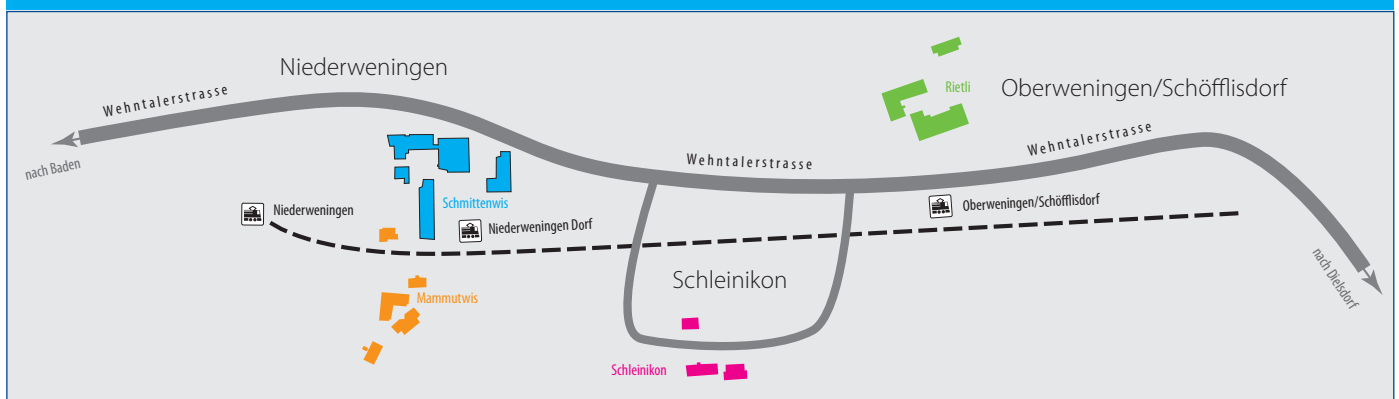 Niederweningen
Wehntalerstrasse
nach Baden
Rietli
Oberweningen/Schöfflisdorf
Wehntalerstrasse
Wehntalerstrasse
Schmittenwis
Niederweningen
Niederweningen Dorf
Oberweningen/Schöfflisdorf
nach Dielsdorf
Schleinikon
Mammutwis
Schleinikon